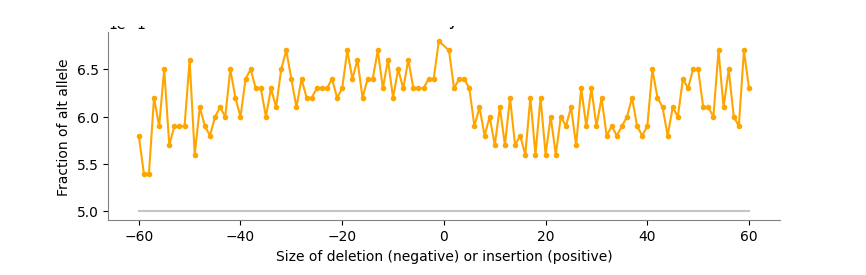 6.5
6.0
5.5
5.0
Fraction of alt allele
−60 −40 −20 0 20 40 60
Size of deletion (negative) or insertion (positive)